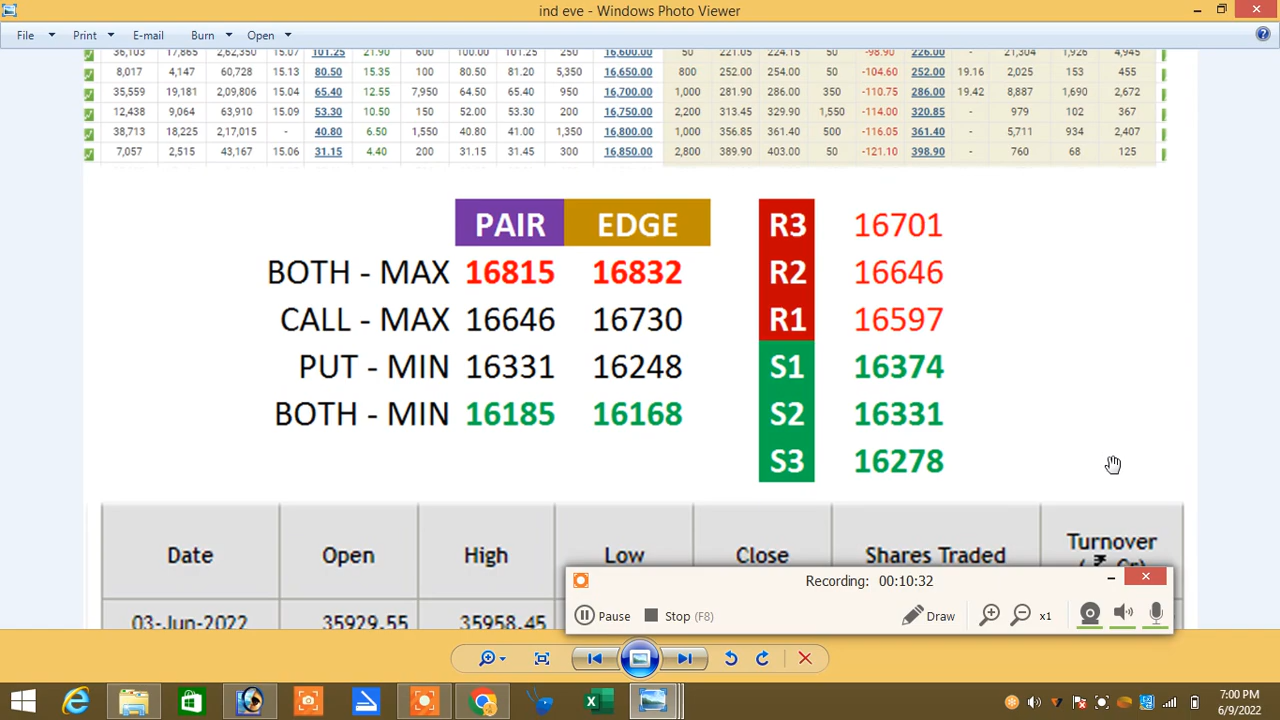 ind eve - Windows Photo Viewer
File Print Burn Open E-mail
36,103 17,865 2,62,350 15.07 101.25 21.90 600 100.00 101.25 250 16,600.00 50 221.05 224.15 50 -98.90 226.00 - 21,304 1,926 4,945
8,017 4,147 60,728 15.13 80.50 15.35 100 80.50 81.20 5,350 16,650.00 800 252.00 254.00 50 -104.60 252.00 19.16 2,025 153 455
35,559 19,181 2,09,806 15.04 65.40 12.55 7,950 64.50 65.40 950 16,700.00 1,000 281.90 286.00 350 -110.75 286.00 19.42 8,887 1,690 2,672
12,438 9,064 63,910 15.09 53.30 10.50 150 52.00 53.30 200 16,750.00 2,200 313.45 329.90 1,550 -114.00 320.85 - 979 102 367
38,713 18,225 2,17,015 - 40.80 6.50 1,550 40.80 41.00 1,350 16,800.00 1,000 356.85 361.40 500 -116.05 361.40 - 5,711 934 2,407
7,057 2,515 43,167 15.06 31.15 4.40 200 31.15 31.45 300 16,850.00 2,800 389.90 403.00 50 -121.10 398.90 - 760 68 125
PAIR EDGE R3 16701
BOTH - MAX 16815 16832 R2 16646
CALL - MAX 16646 16730 R1 16597
PUT - MIN 16331 16248 S1 16374
BOTH - MIN 16185 16168 S2 16331
S3 16278
Date Open High Low Close Shares Traded Turnover
03-Jun-2022 35929.55 35958.45
Recording: 00:10:32
Pause Stop (F8) Draw x1
7:00 PM
6/9/2022